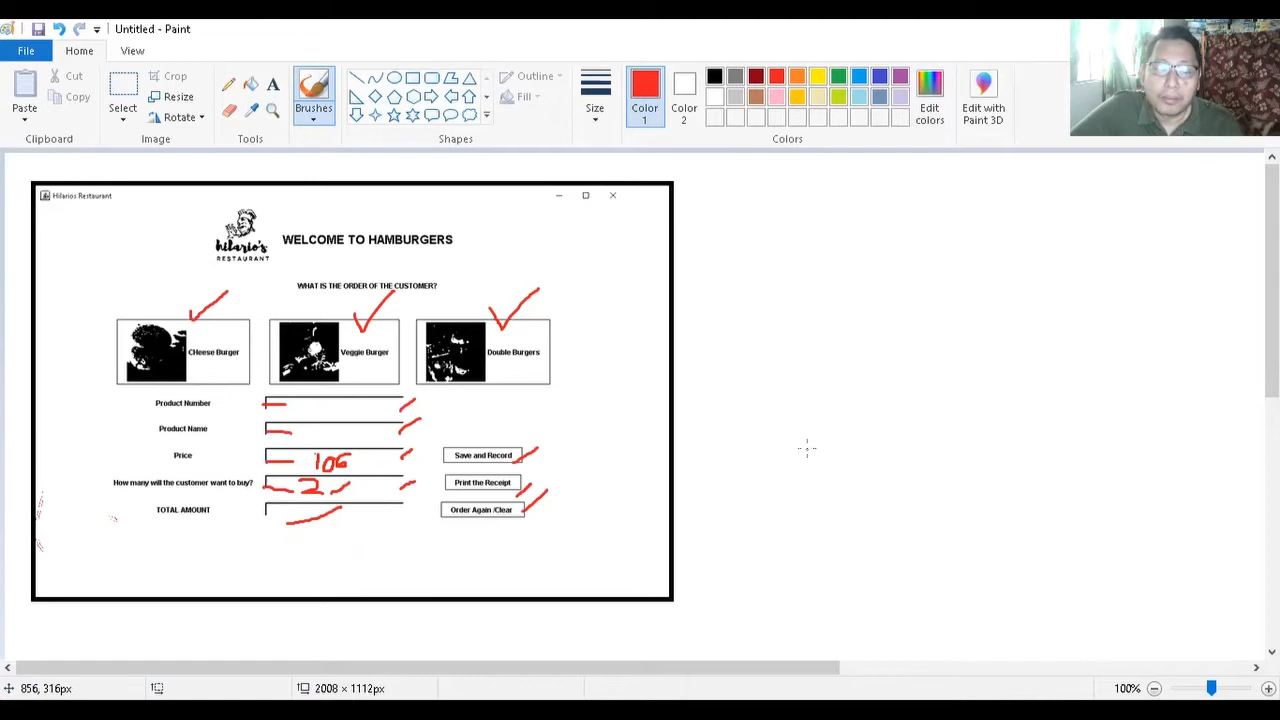 Untitled - Paint
File Home View
Cut
Copy
Paste
Clipboard
Select
Crop
Resize
Rotate
Image
Tools
Brushes
Shapes
Outline
Fill
Size
Color 1
Color 2
Edit colors
Colors
Edit with Paint 3D
Hilarios Restaurant
hilario's
RESTAURANT
WELCOME TO HAMBURGERS
WHAT IS THE ORDER OF THE CUSTOMER?
CHeese Burger
Veggie Burger
Double Burgers
Product Number
Product Name
Price 106 Save and Record
How many will the customer want to buy? 2 Print the Receipt
TOTAL AMOUNT Order Again /Clear
856, 316px 2008 × 1112px 100%